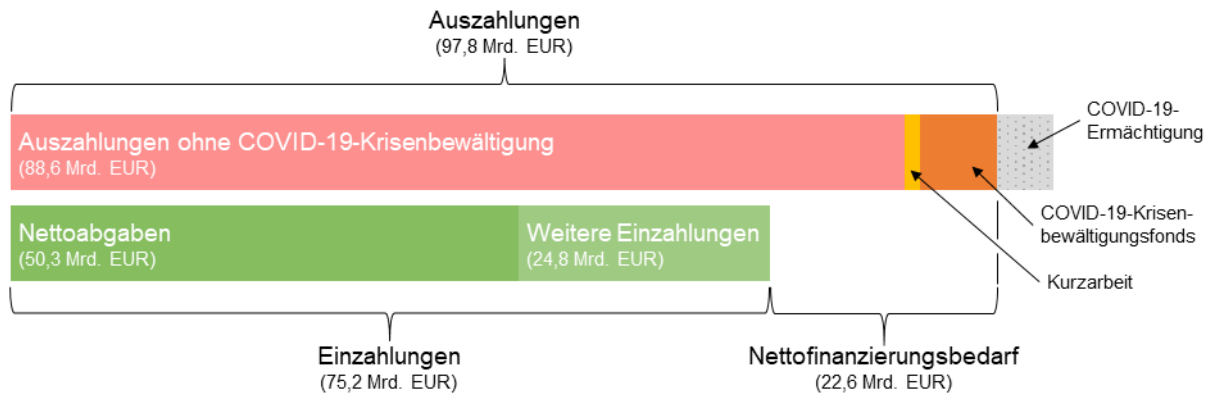 Auszahlungen
(97,8 Mrd. EUR)
Auszahlungen ohne COVID-19-Krisenbewältigung
(88,6 Mrd. EUR)
COVID-19-
Ermächtigung
Nettoabgaben
(50,3 Mrd. EUR)
Weitere Einzahlungen
(24,8 Mrd. EUR)
COVID-19-Krisen-
bewältigungsfonds
Kurzarbeit
Einzahlungen
(75,2 Mrd. EUR)
Nettofinanzierungsbedarf
(22,6 Mrd. EUR)